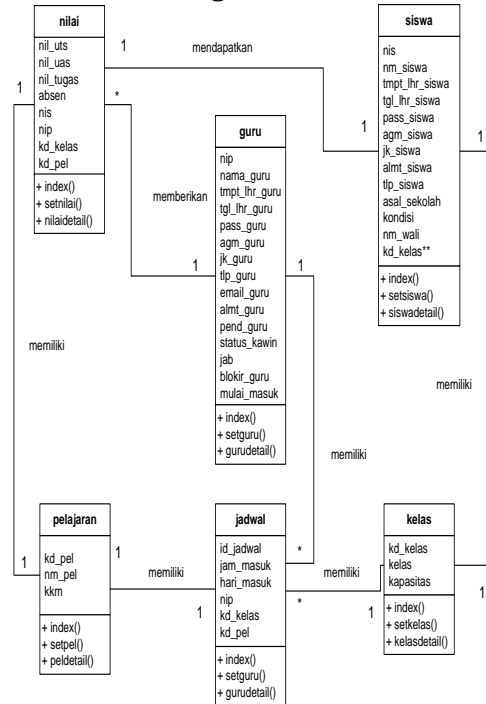 nilai
nil_uts
nil_uas
nil_tugas
absen
nis
nip
kd_kelas
kd_pel
+ index()
+ setnilai()
+ nilaidetail()
1
mendapatkan
1
*
1
siswa
nis
nm_siswa
tmpt_lhr_siswa
tgl_lhr_siswa
pass_siswa
agm_siswa
jk_siswa
almt_siswa
tlp_siswa
asal_sekolah
kondisi
nm_wali
kd_kelas**
+ index()
+ setsiswa()
+ siswadetail()
1
guru
nip
nama_guru
tmpt_lhr_guru
tgl_lhr_guru
pass_guru
agm_guru
jk_guru
tlp_guru
email_guru
almt_guru
pend_guru
status_kawin
jab
blokir_guru
mulai_masuk
+ index()
+ setguru()
+ gurudetail()
memberikan
1
1
memiliki
memiliki
memiliki
pelajaran
kd_pel
nm_pel
kkm
+ index()
+ setpel()
+ peldetail()
1
1
memiliki
1
jadwal
id_jadwal
jam_masuk
hari_masuk
nip
kd_kelas
kd_pel
+ index()
+ setguru()
+ gurudetail()
*
memiliki
*
1
kelas
kd_kelas
kelas
kapasitas
+ index()
+ setkelas()
+ kelasdetail()
1